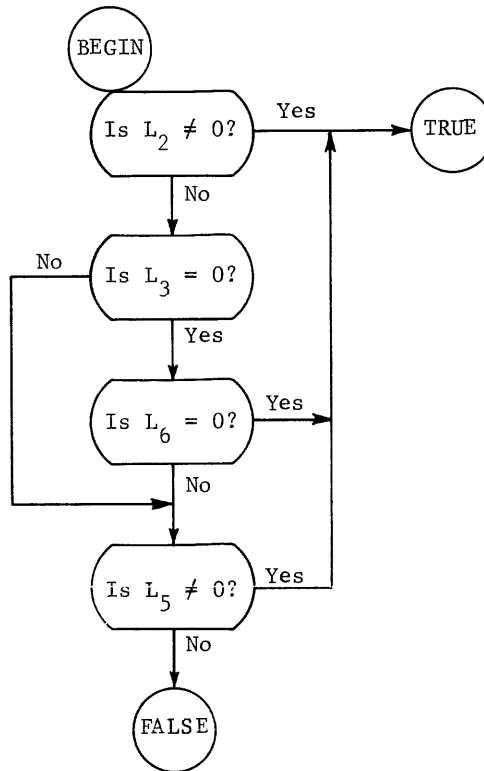 BEGIN
Is L₂ ≠ 0?
Yes
TRUE
No
Is L₃ = 0?
No
Yes
Is L₆ = 0?
Yes
No
Is L₅ ≠ 0?
Yes
No
FALSE